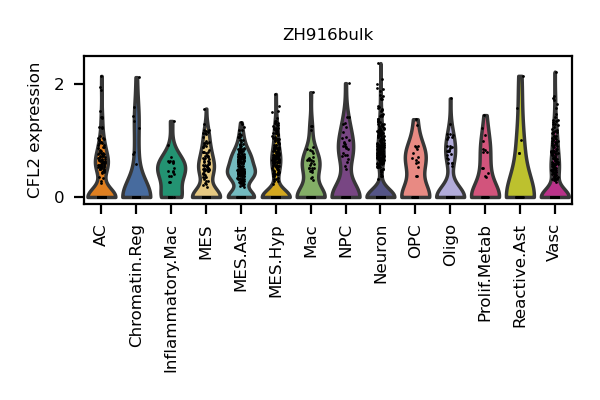 ZH916bulk
CFL2 expression
2
0
AC
Chromatin.Reg
Inflammatory.Mac
MES
MES.Ast
MES.Hyp
Mac
NPC
Neuron
OPC
Oligo
Prolif.Metab
Reactive.Ast
Vasc